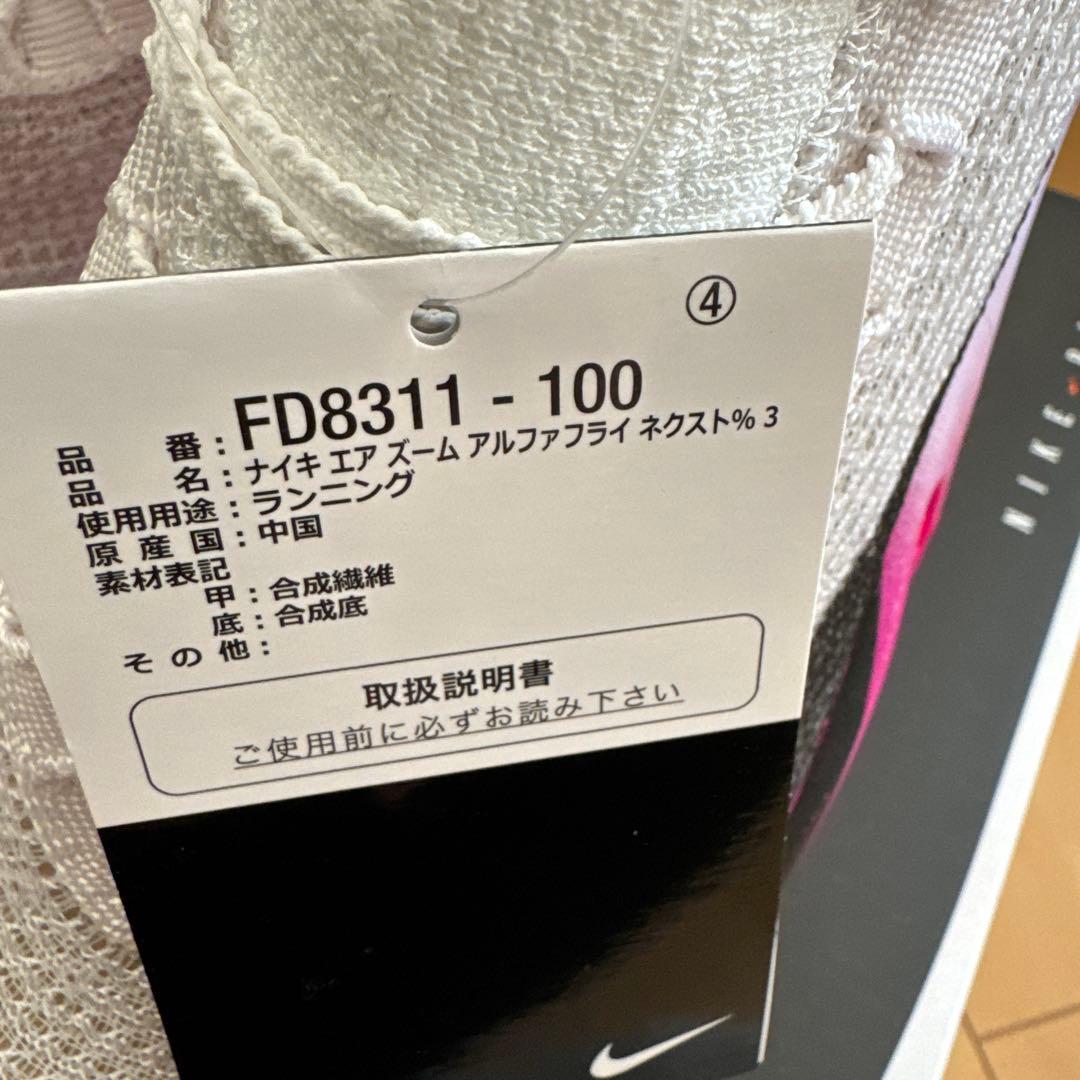 ④
品番：FD8311 - 100
品名：ナイキ エア ズーム アルファフライ ネクスト% 3
使用用途：ランニング
原産国：中国
素材表記
甲：合成繊維
底：合成底
その他：
取扱説明書
ご使用前に必ずお読み下さい
NIKE